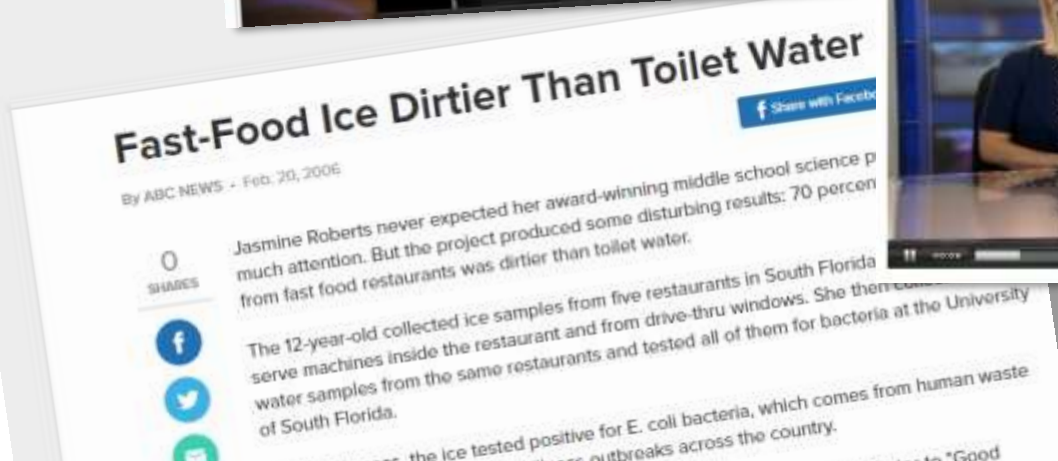 Fast-Food Ice Dirtier Than Toilet Water
Share with Facebo
By ABC NEWS • Feb. 20, 2006
Jasmine Roberts never expected her award-winning middle school science p
much attention. But the project produced some disturbing results: 70 percen
from fast food restaurants was dirtier than toilet water.
0
SHARES
The 12-year-old collected ice samples from five restaurants in South Florida
serve machines inside the restaurant and from drive-thru windows. She then
water samples from the same restaurants and tested all of them for bacteria at the University
of South Florida.
the ice tested positive for E. coli bacteria, which comes from human waste
outbreaks across the country.
to "Good